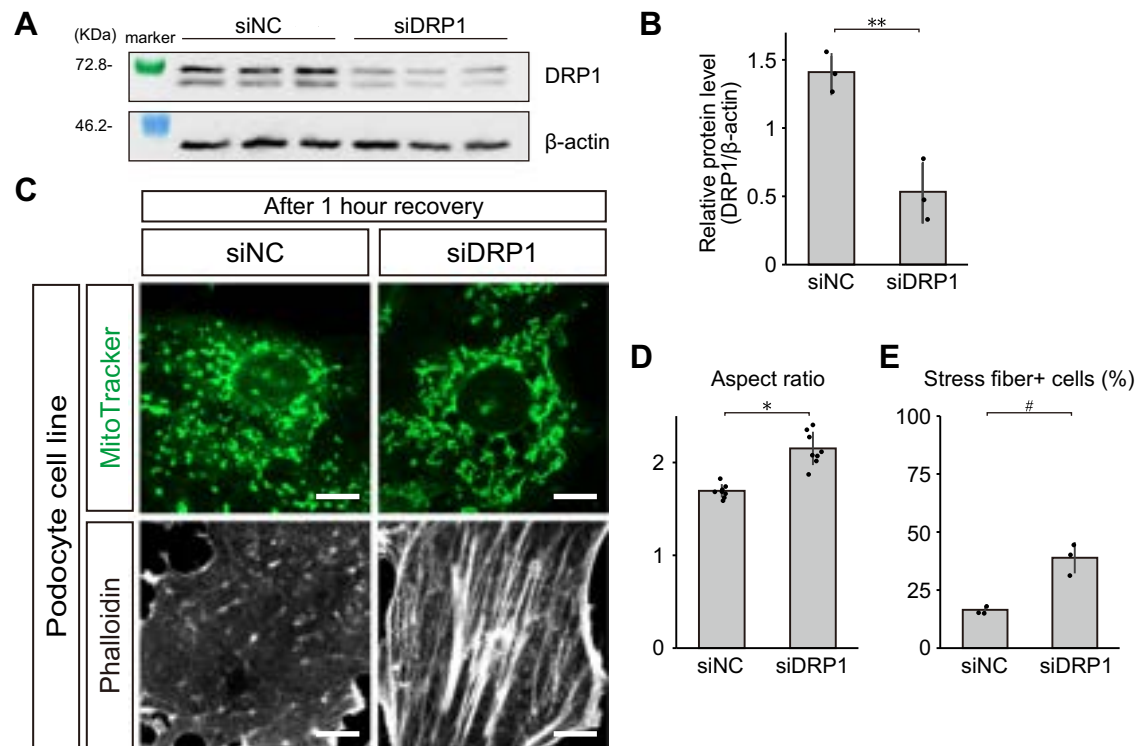 A
(KDa)
marker
siNC
siDRP1
72.8-
DRP1
46.2-
β-actin
B
**
Relative protein level
(DRP1/β-actin)
1.5
1
0.5
0
siNC
siDRP1
C
After 1 hour recovery
siNC
siDRP1
Podocyte cell line
MitoTracker
Phalloidin
D
Aspect ratio
*
2
1
0
siNC
siDRP1
E
Stress fiber+ cells (%)
#
100
75
50
25
0
siNC
siDRP1